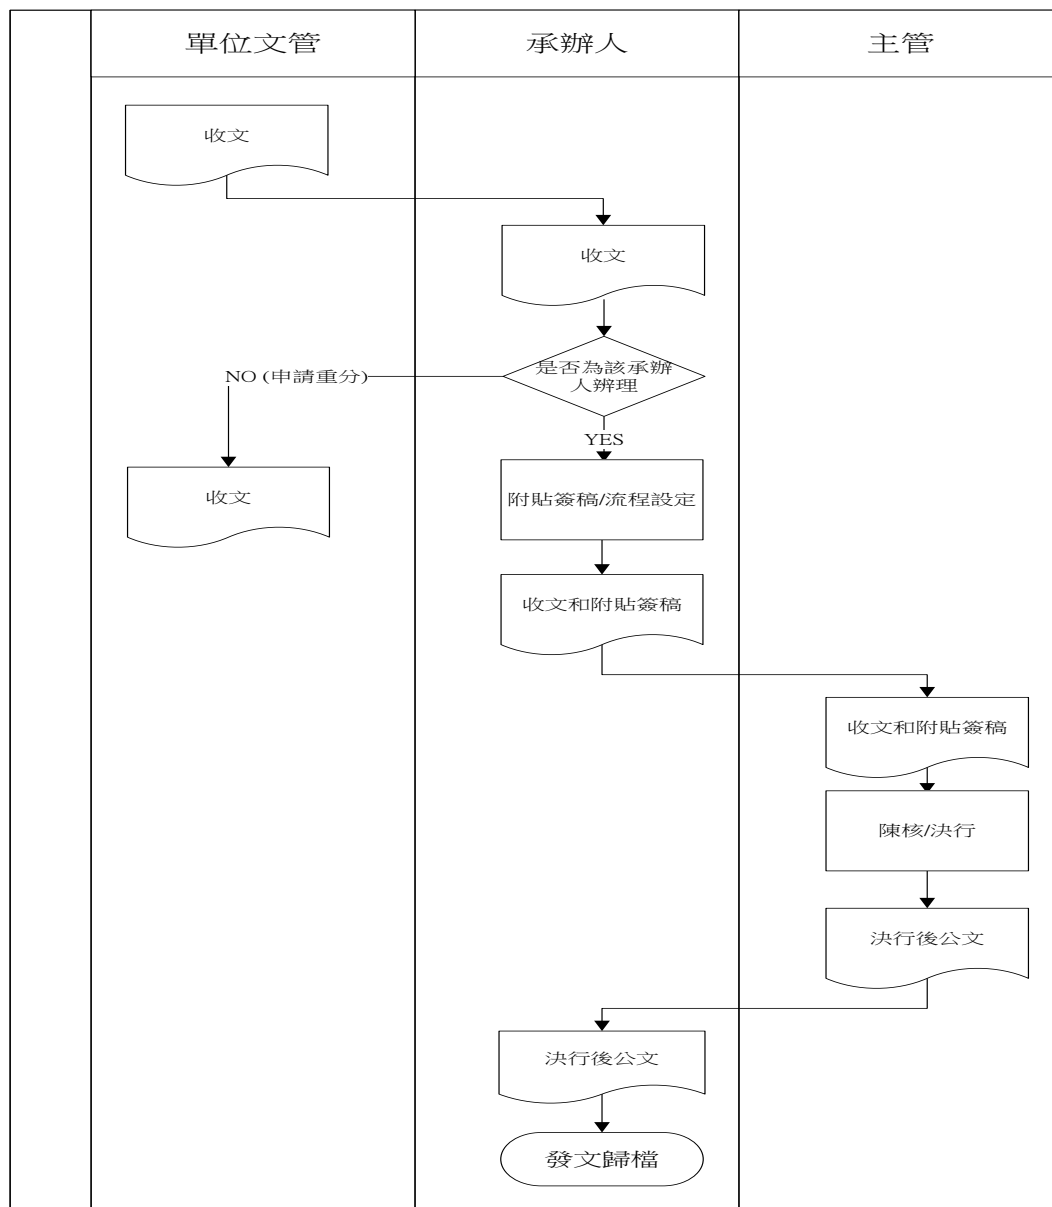 單位文管
承辦人
主管
收文
收文
是否為該承辦
人辨理
NO (申請重分)
YES
收文
附貼簽稿/流程設定
收文和附貼簽稿
收文和附貼簽稿
陳核/決行
決行後公文
決行後公文
發文歸檔